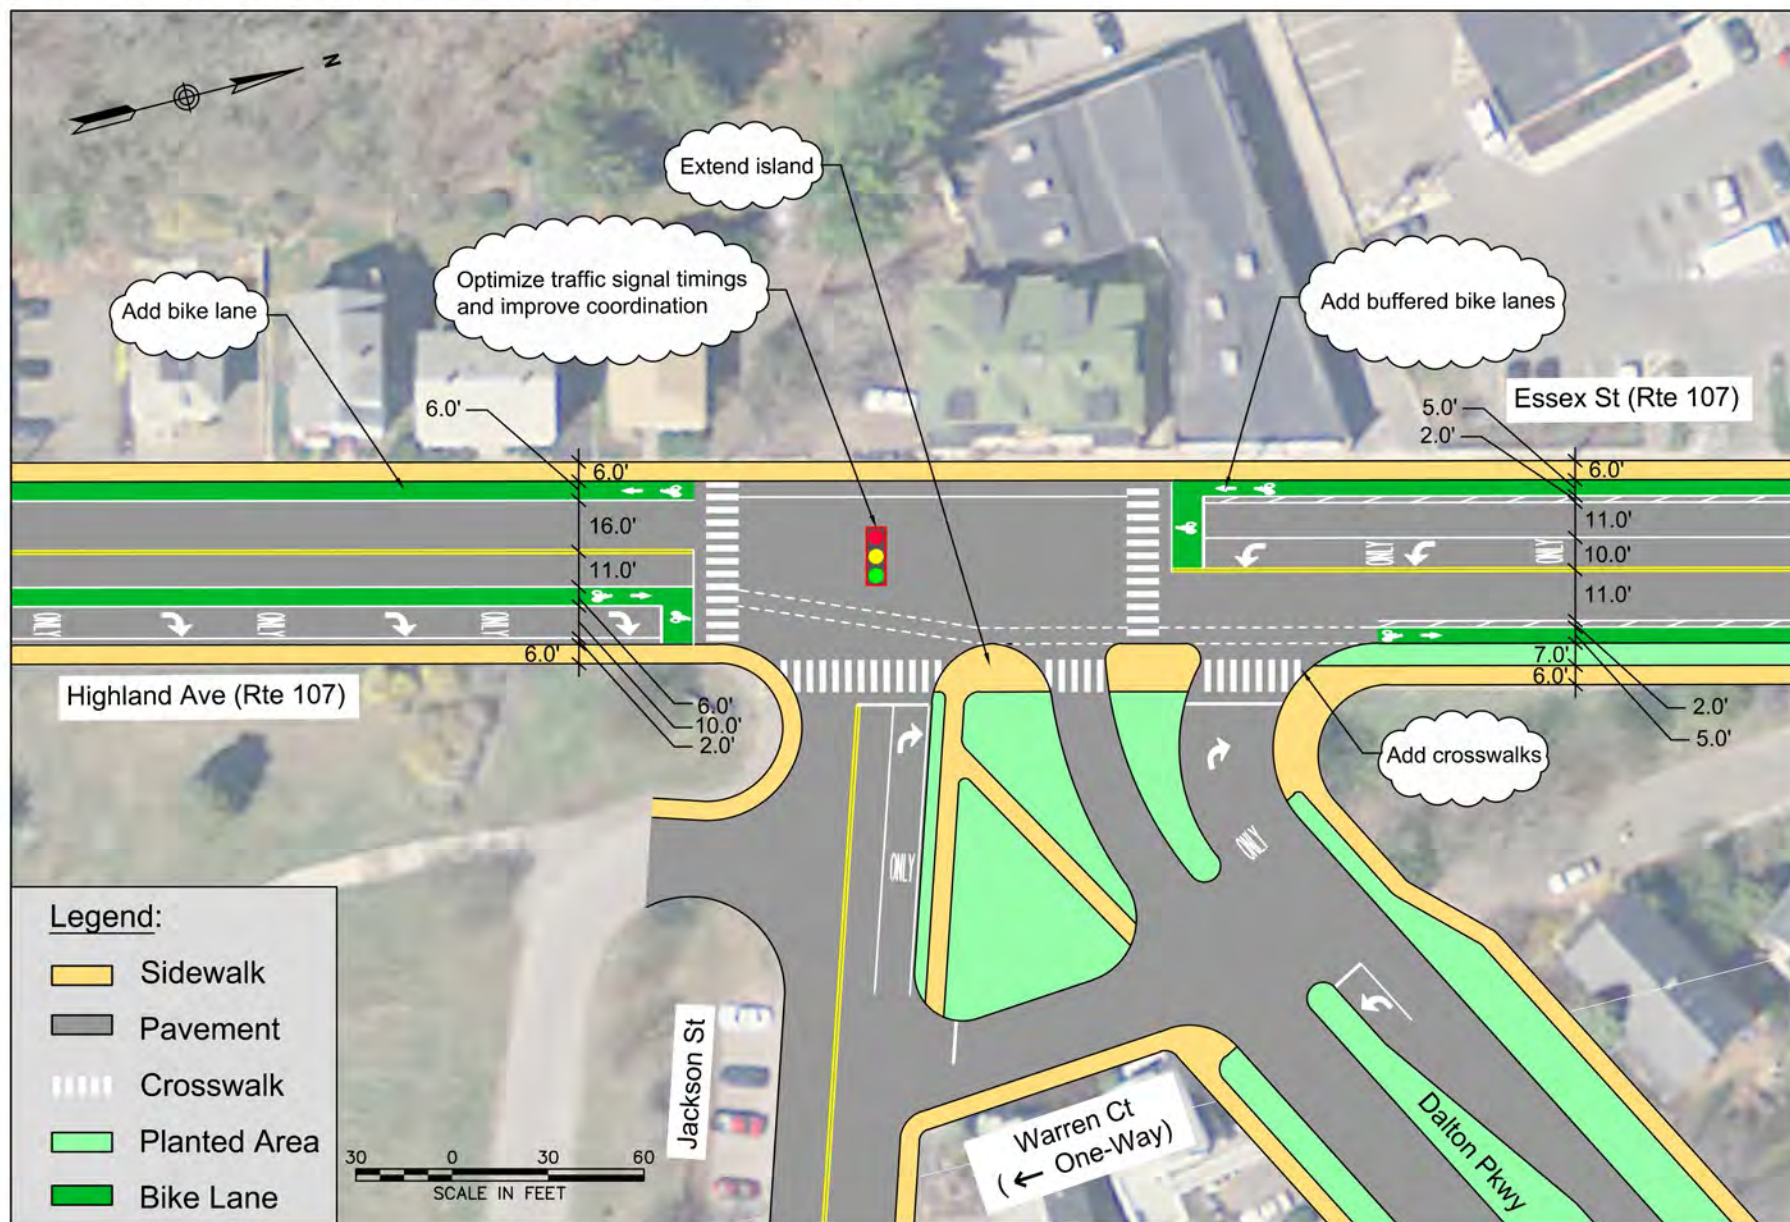 N
Extend island
Optimize traffic signal timings
and improve coordination
Add bike lane
Add buffered bike lanes
Essex St (Rte 107)
6.0'
5.0'
2.0'
6.0'
6.0'
16.0'
11.0'
11.0'
10.0'
ONLY
ONLY
11.0'
ONLY
ONLY
ONLY
6.0'
7.0'
6.0'
Highland Ave (Rte 107)
6.0'
10.0'
2.0'
2.0'
5.0'
Add crosswalks
ONLY
ONLY
Legend:
Sidewalk
Pavement
Crosswalk
Planted Area
Bike Lane
30 0 30 60
SCALE IN FEET
Jackson St
Warren Ct
(← One-Way)
Dalton Pkwy